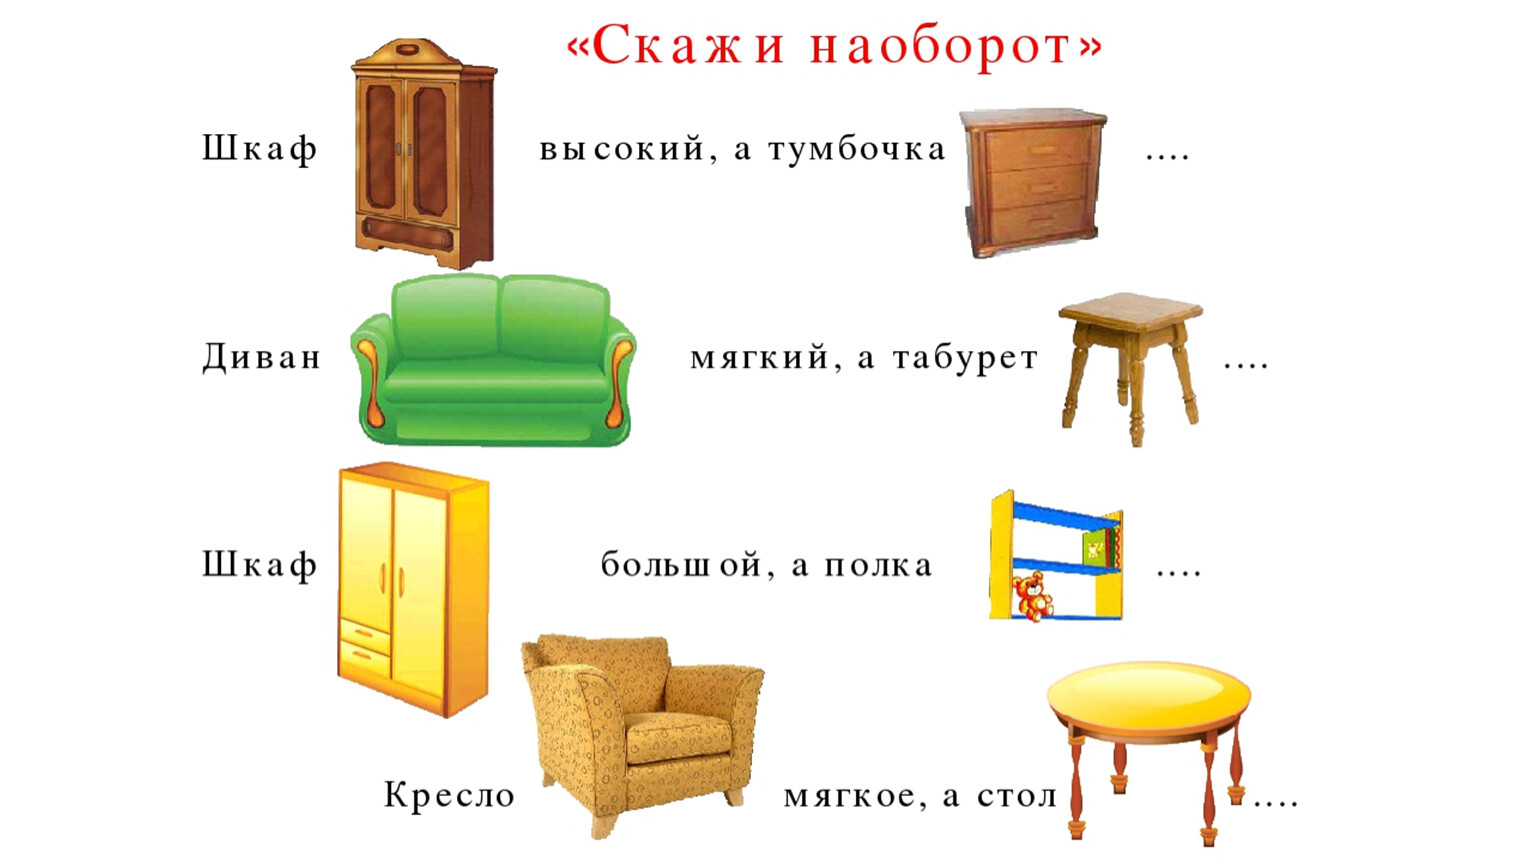 «Скажи наоборот»
Шкаф высокий, а тумбочка ....
Диван мягкий, а табурет ....
Шкаф большой, а полка ....
Кресло мягкое, а стол ....